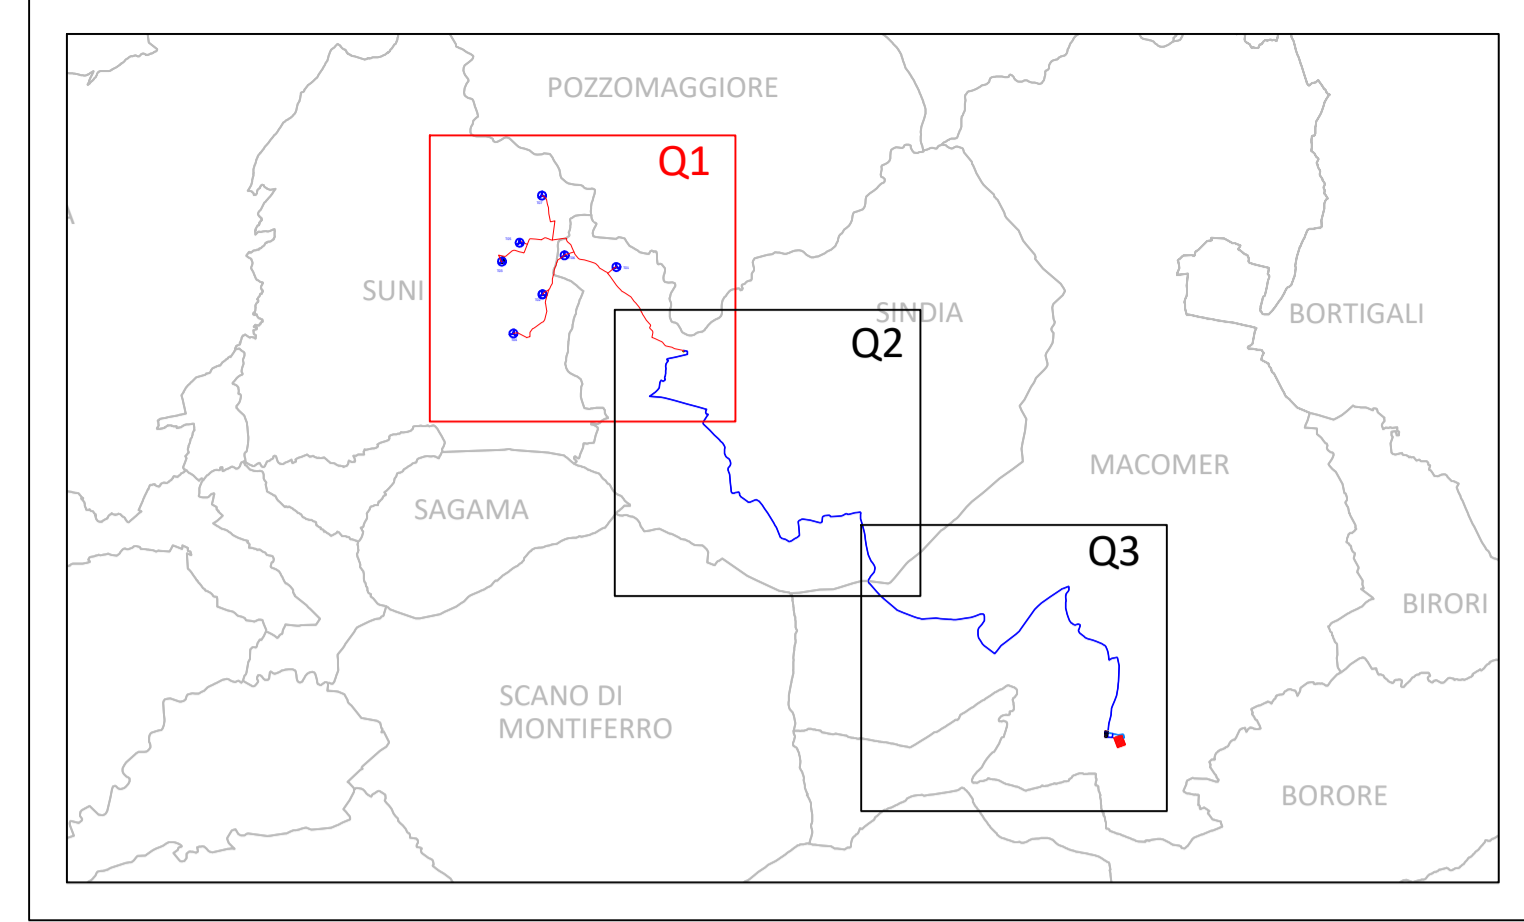 POZZOMAGGIORE
Q1
SUNI
SINDIA
BORTIGALI
Q2
MACOMER
SAGAMA
Q3
BIRORI
SCANO DI
MONTIFERRO
BORORE